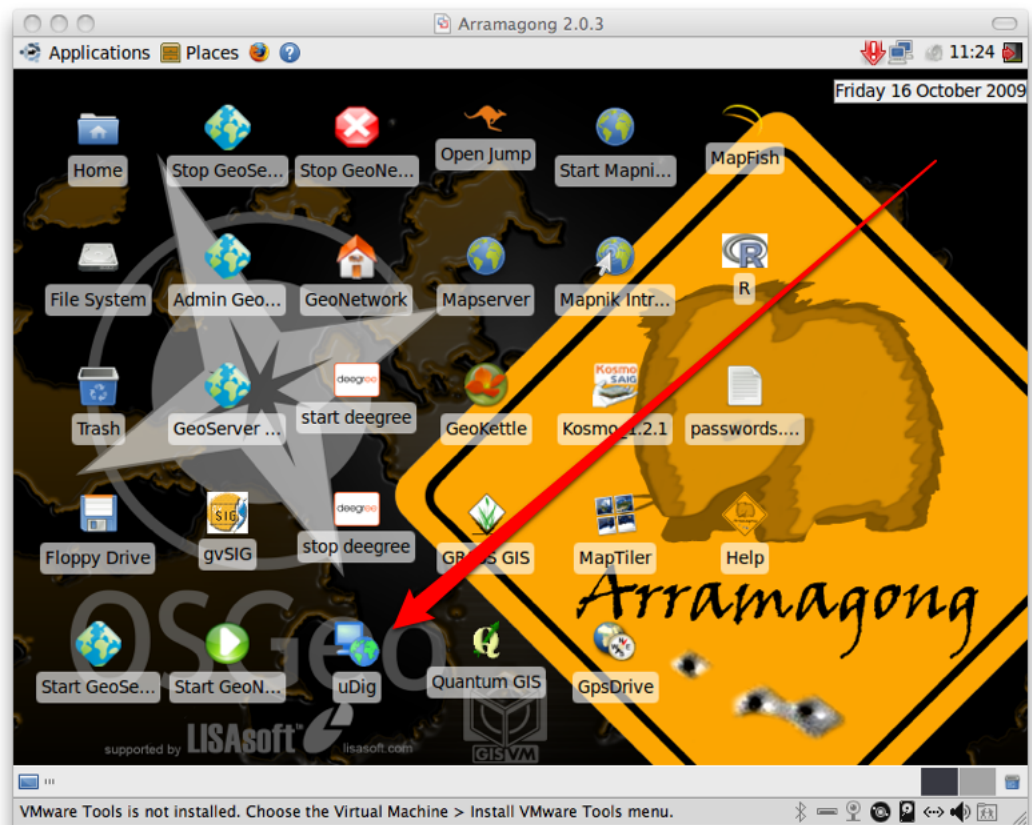 Arramagong 2.0.3
Applications Places 11:24
Friday 16 October 2009
Home Stop GeoSe... Stop GeoNe... Open Jump Start Mapni... MapFish
R
File System Admin Geo... GeoNetwork Mapserver Mapnik Intr... R
deegree
Kosmo
SAIG
Trash GeoServer ... start deegree GeoKettle Kosmo_1.2.1 passwords....
SIG
deegree
Floppy Drive gvSIG stop deegree GRASS GIS MapTiler Help
Arramagong
OSGeo
Start GeoSe... Start GeoN... uDig Quantum GIS GpsDrive
supported by LISAsoft™ lisasoft.com
GISVM
VMware Tools is not installed. Choose the Virtual Machine > Install VMware Tools menu.